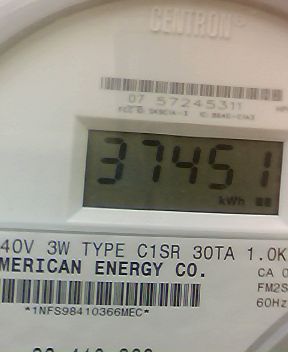 CENTRON®
07 57245311
37451
kWh
40V 3W TYPE C1SR 30TA 1.0K
MERICAN ENERGY CO.
CA 0
FM2S
60Hz
*1NFS98410366MEC*